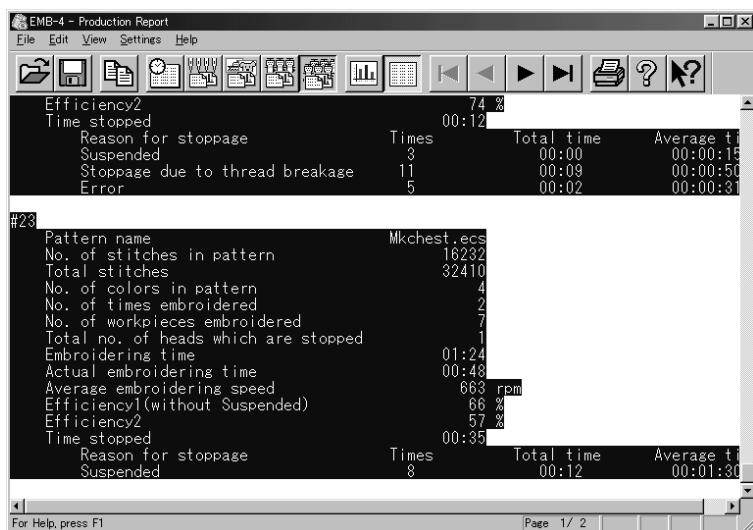 EMB-4 - Production Report
File Edit View Settings Help
Efficiency2 74 %
Time stopped 00:12
Reason for stoppage Times Total time Average ti
Suspended 3 00:00 00:00:15
Stoppage due to thread breakage 11 00:09 00:00:50
Error 5 00:02 00:00:31
#23
Pattern name Mkchest.ecs
No. of stitches in pattern 16232
Total stitches 32410
No. of colors in pattern 4
No. of times embroidered 2
No. of workpieces embroidered 7
Total no. of heads which are stopped 1
Embroidering time 01:24
Actual embroidering time 00:48
Average embroidering speed 663 rpm
Efficiency1(without Suspended) 66 %
Efficiency2 57 %
Time stopped 00:35
Reason for stoppage Times Total time Average ti
Suspended 8 00:12 00:01:30
For Help, press F1 Page 1/ 2